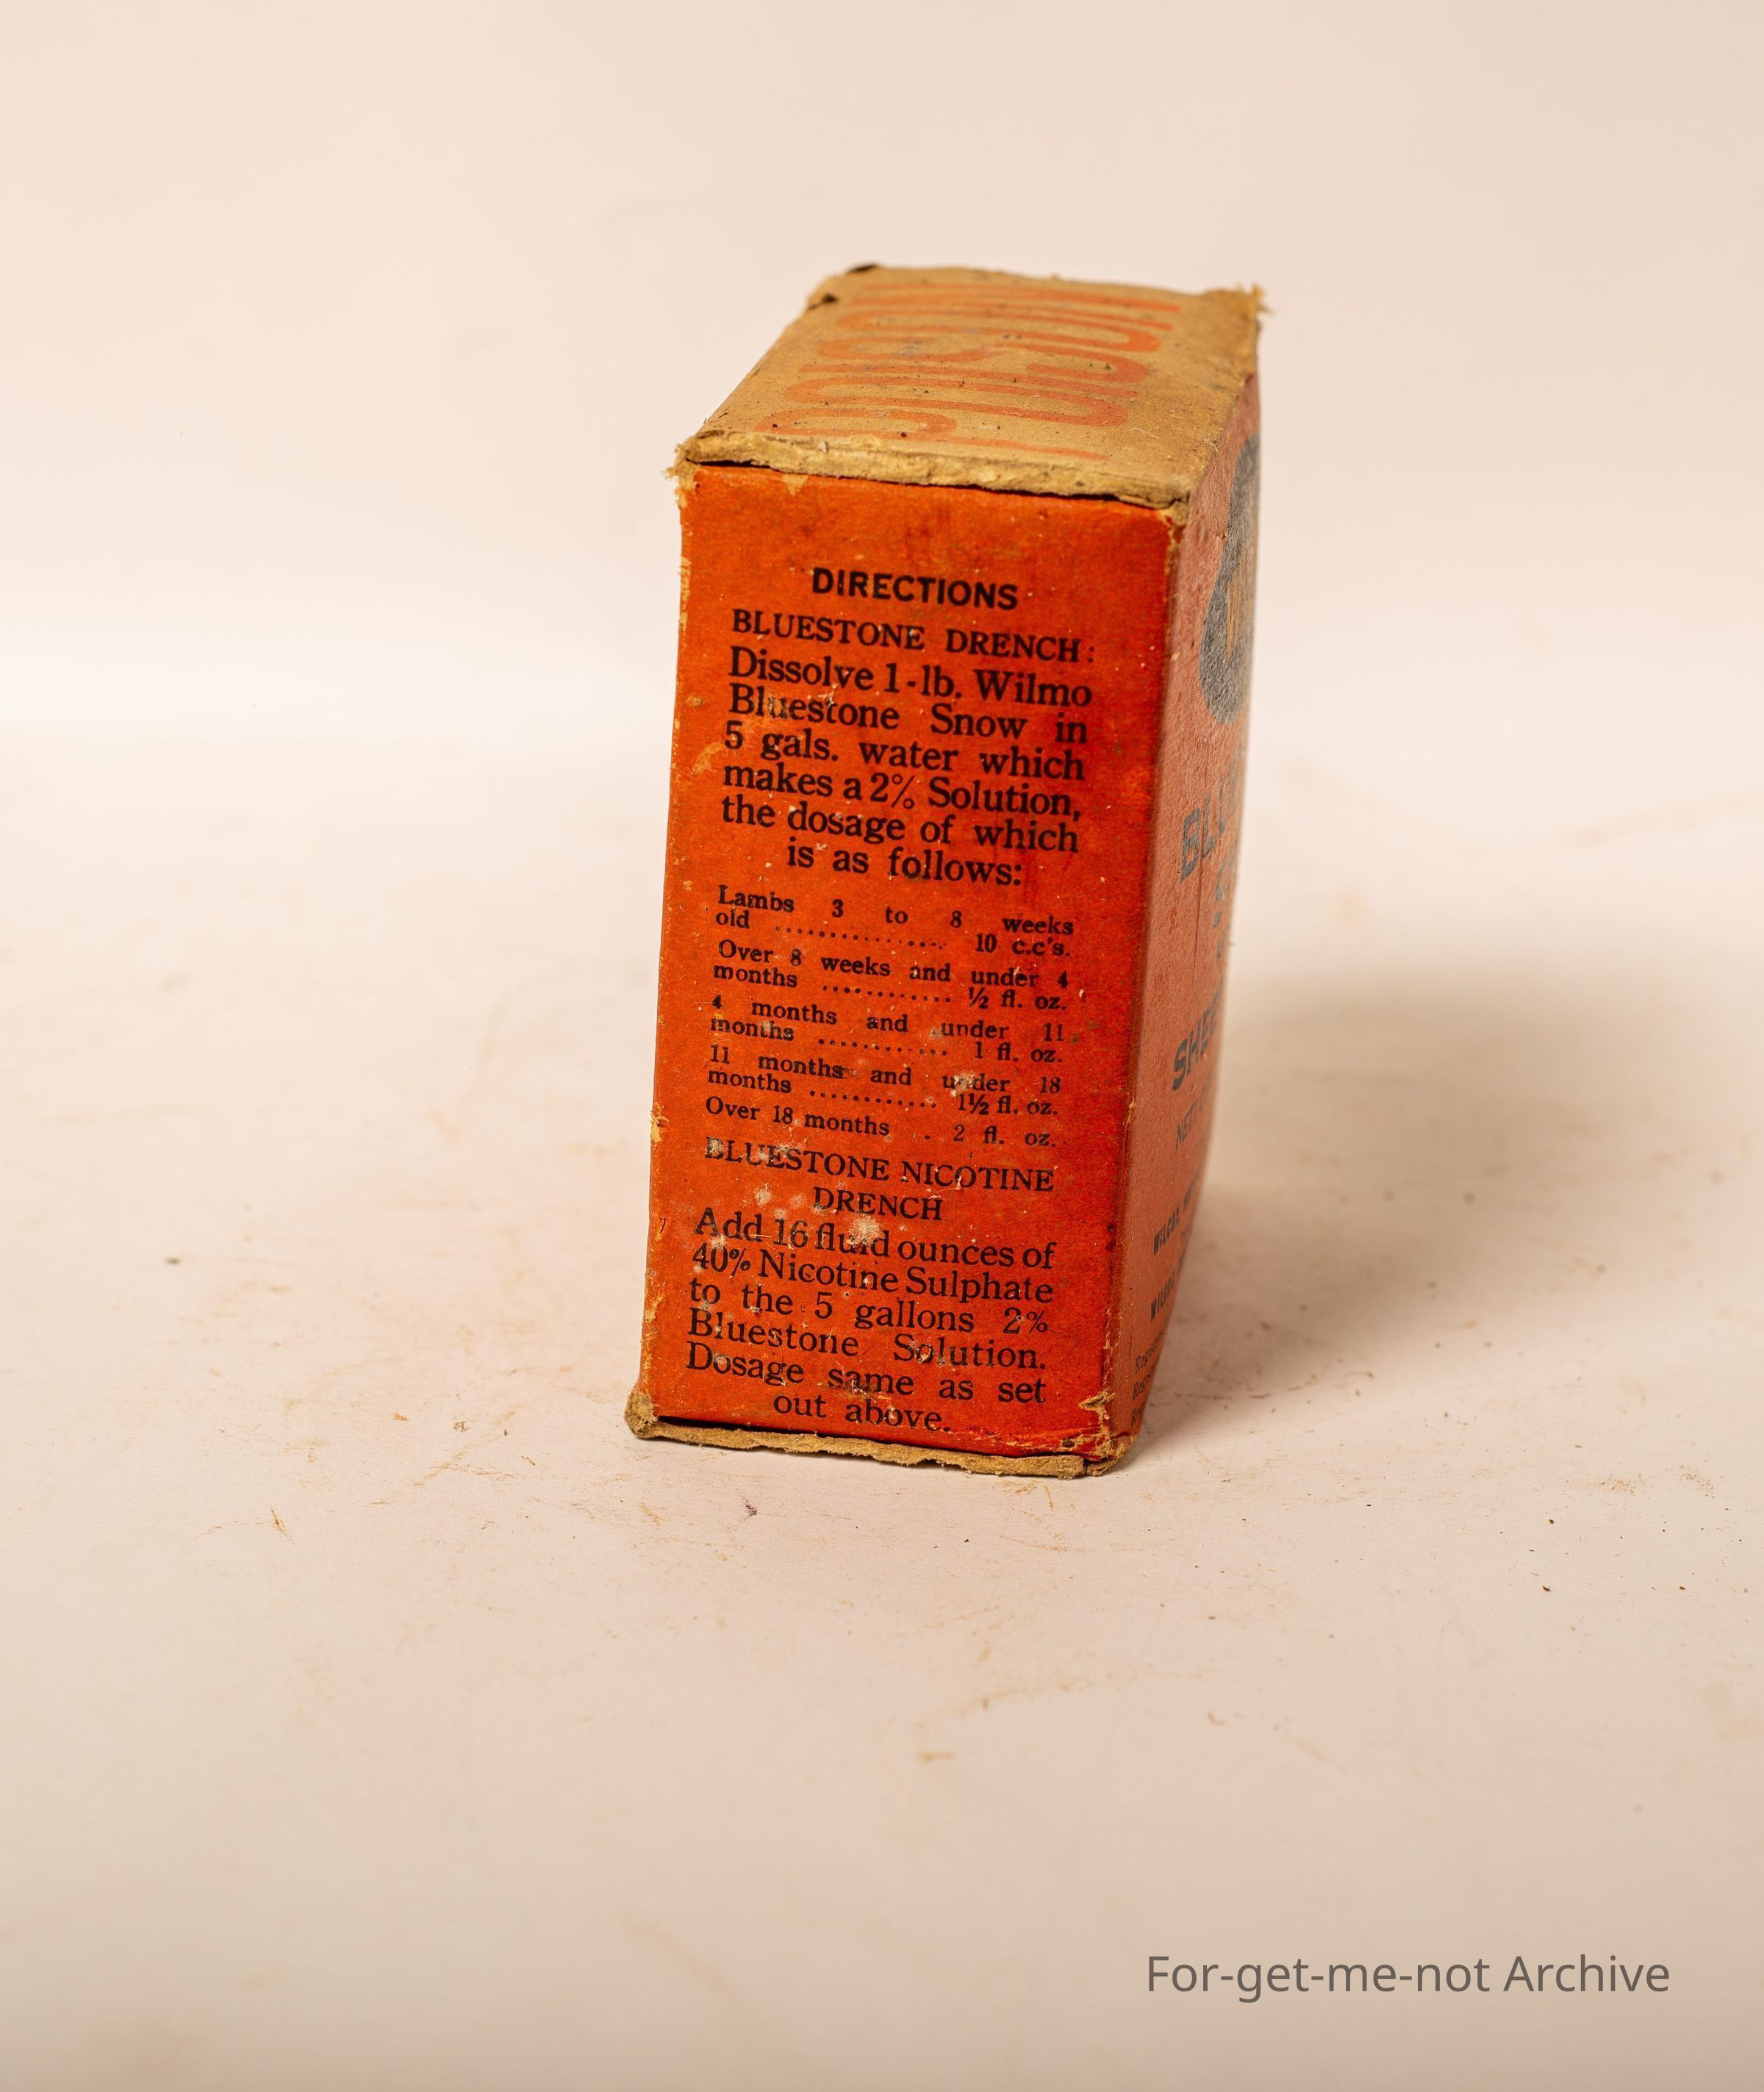 POISON
DIRECTIONS
BLUESTONE DRENCH:
Dissolve 1-lb. Wilmo
Bluestone Snow in
5 gals. water which
makes a 2% Solution,
the dosage of which
is as follows:
Lambs 3 to 8 weeks
old ............... 10 c.c's.
Over 8 weeks and under 4
months ............ ½ fl. oz.
4 months and under 11
months ............ 1 fl. oz.
11 months and under 18
months ............ 1½ fl. oz.
Over 18 months . 2 fl. oz.
BLUESTONE NICOTINE
DRENCH
Add 16 fluid ounces of
40% Nicotine Sulphate
to the 5 gallons 2%
Bluestone Solution.
Dosage same as set
out above.
For-get-me-not Archive